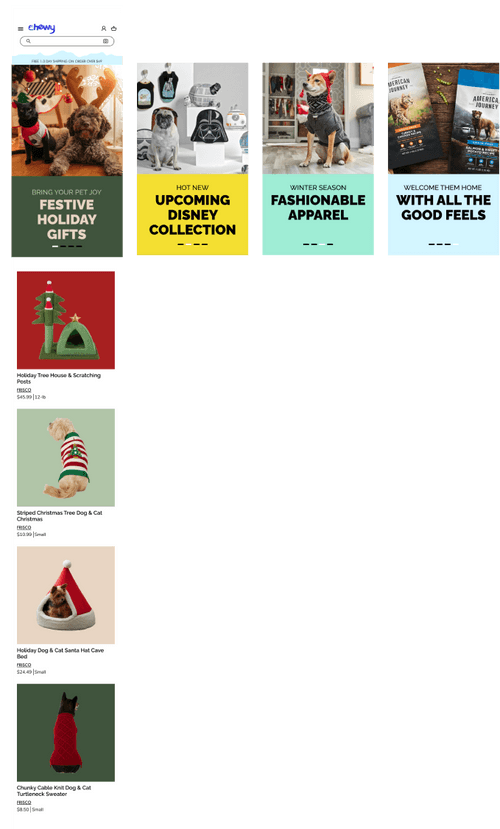 chewy
FREE 1-3 DAY SHIPPING ON ORDER OVER $49
BRING YOUR PET JOY
FESTIVE
HOLIDAY
GIFTS
HOT NEW
UPCOMING
DISNEY
COLLECTION
WINTER SEASON
FASHIONABLE
APPAREL
AMERICAN
JOURNEY
AMERICA
JOURNEY
WELCOME THEM HOME
WITH ALL THE
GOOD FEELS
Holiday Tree House & Scratching
Posts
FRISCO
$45.99 | 12-lb
Striped Christmas Tree Dog & Cat
Christmas
FRISCO
$10.99 | Small
Holiday Dog & Cat Santa Hat Cave
Bed
FRISCO
$24.49 | Small
Chunky Cable Knit Dog & Cat
Turtleneck Sweater
FRISCO
$8.50 | Small